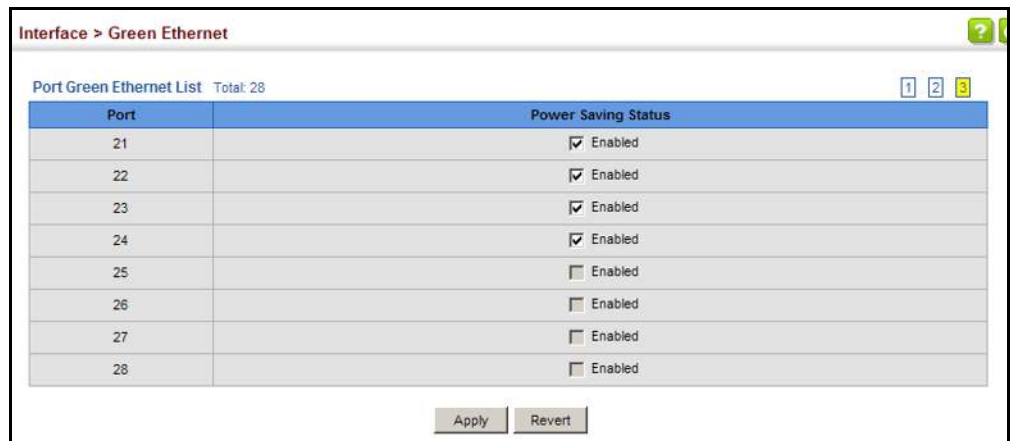 Interface > Green Ethernet
?
Port Green Ethernet List Total: 28 1 2 3
Port Power Saving Status
21 Enabled
22 Enabled
23 Enabled
24 Enabled
25 Enabled
26 Enabled
27 Enabled
28 Enabled
Apply Revert